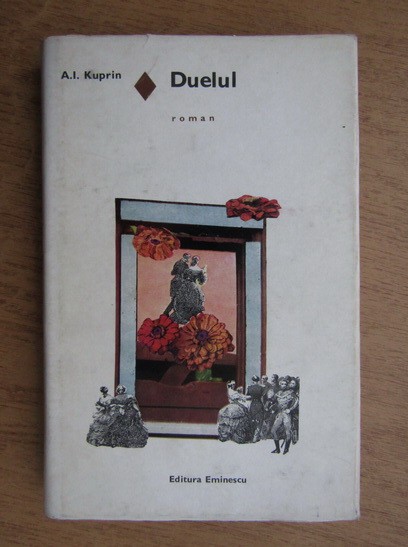 A.I. Kuprin
Duelul
roman
Editura Eminescu